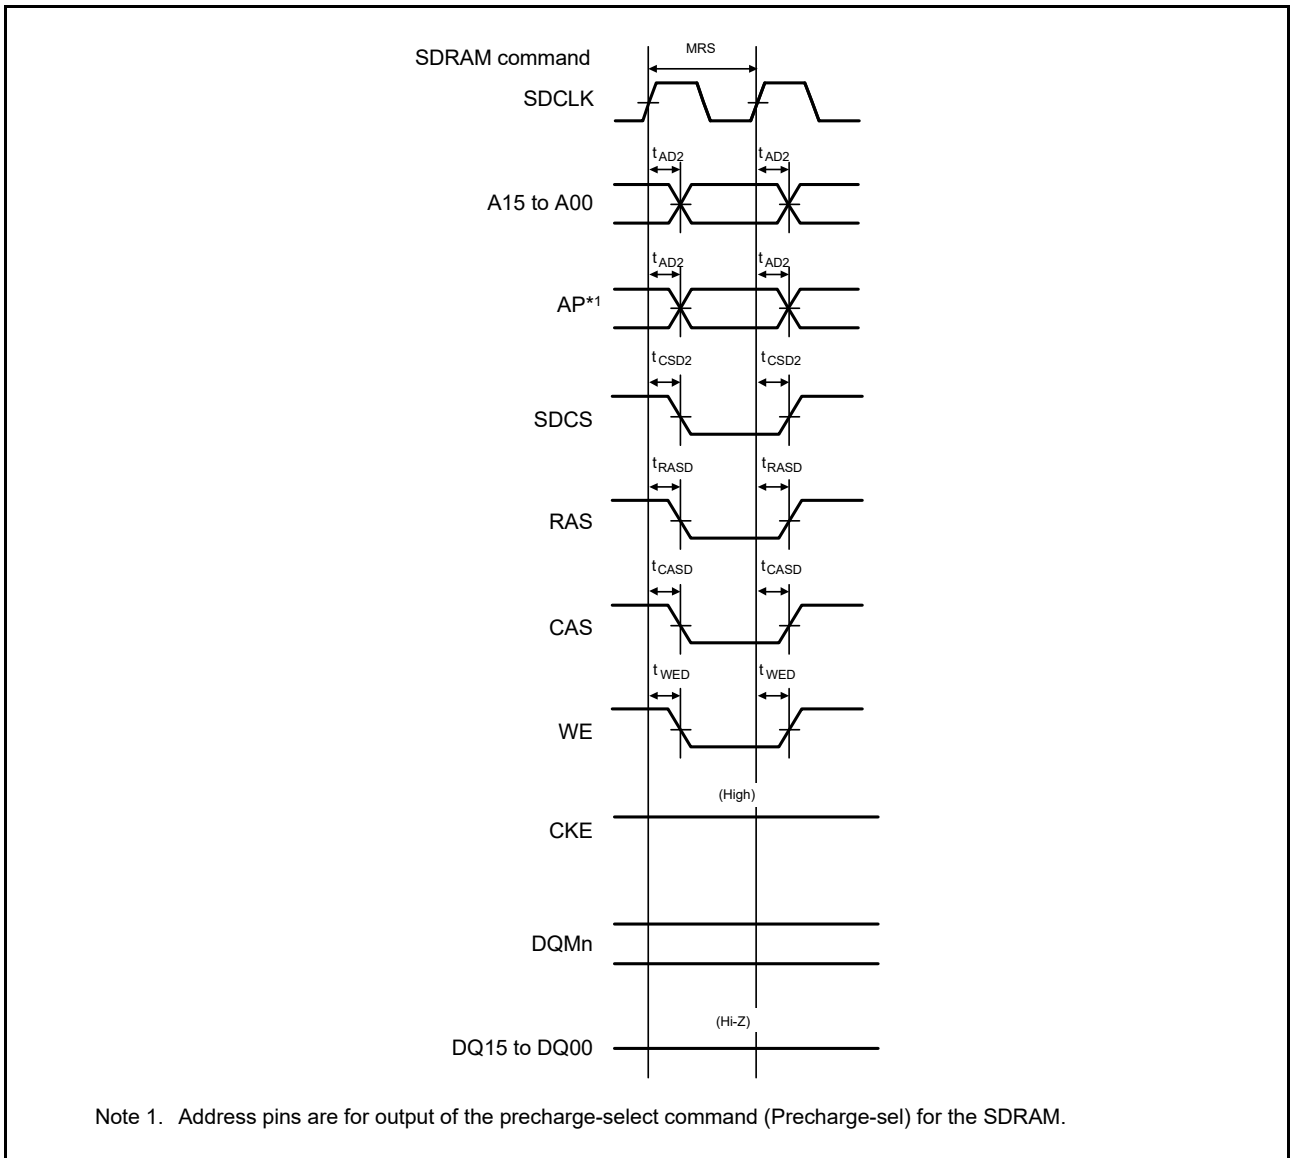 SDRAM command
MRS
SDCLK
tAD2 tAD2
A15 to A00
tAD2 tAD2
AP*1
tCSD2 tCSD2
SDCS
tRASD tRASD
RAS
tCASD tCASD
CAS
tWED tWED
WE
(High)
CKE
DQMn
(Hi-Z)
DQ15 to DQ00
Note 1. Address pins are for output of the precharge-select command (Precharge-sel) for the SDRAM.